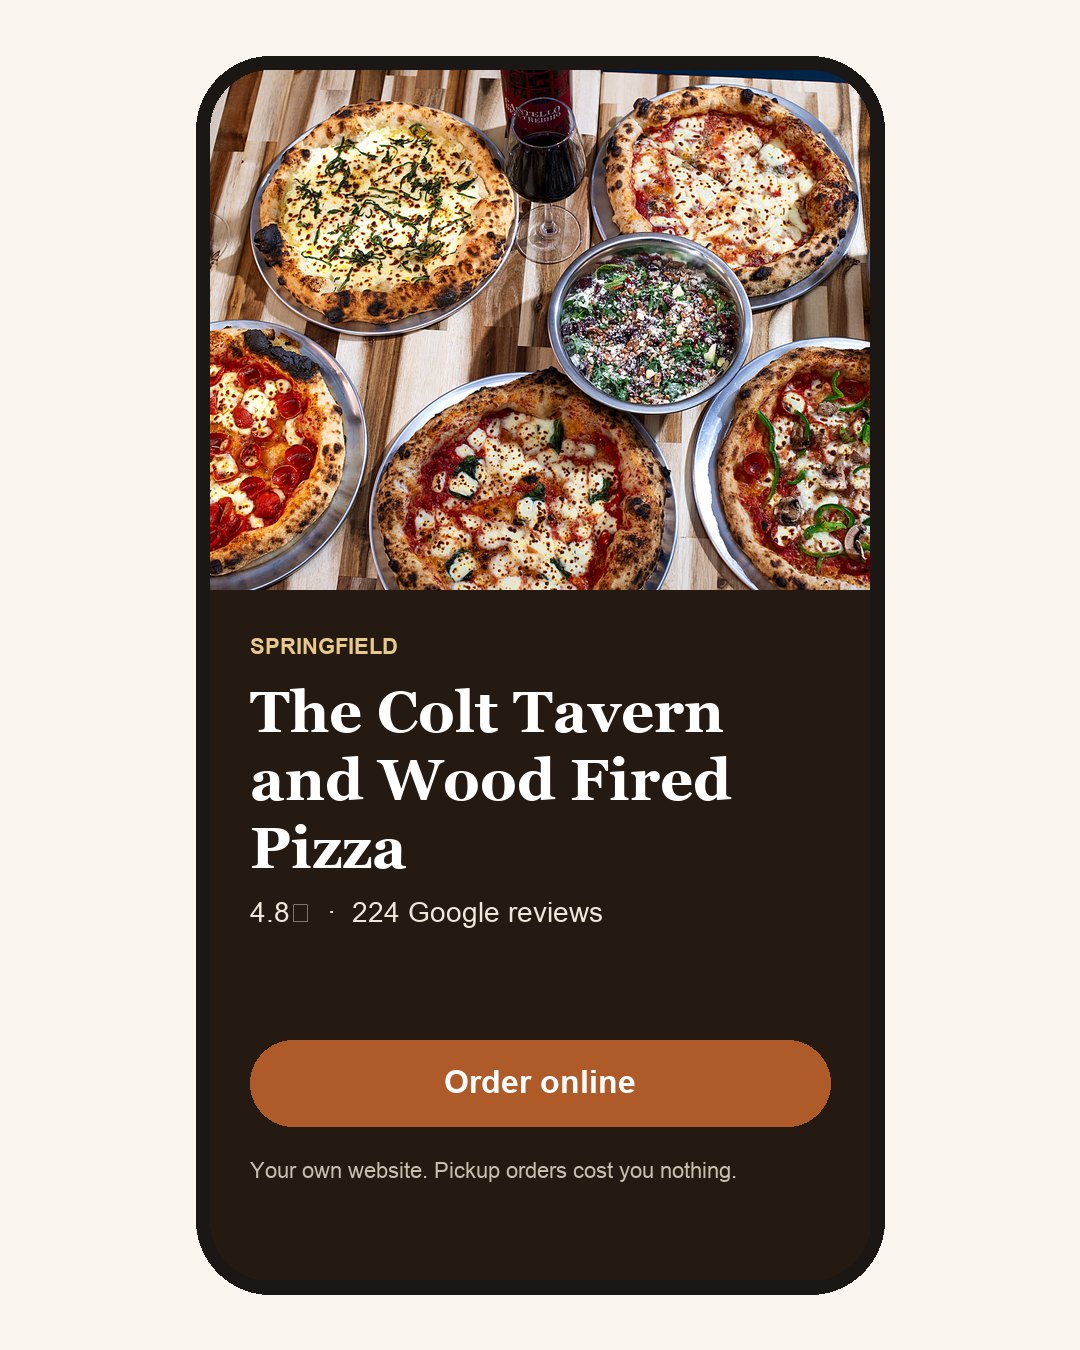 SPRINGFIELD
The Colt Tavern
and Wood Fired
Pizza
4.8□ · 224 Google reviews
Order online
Your own website. Pickup orders cost you nothing.